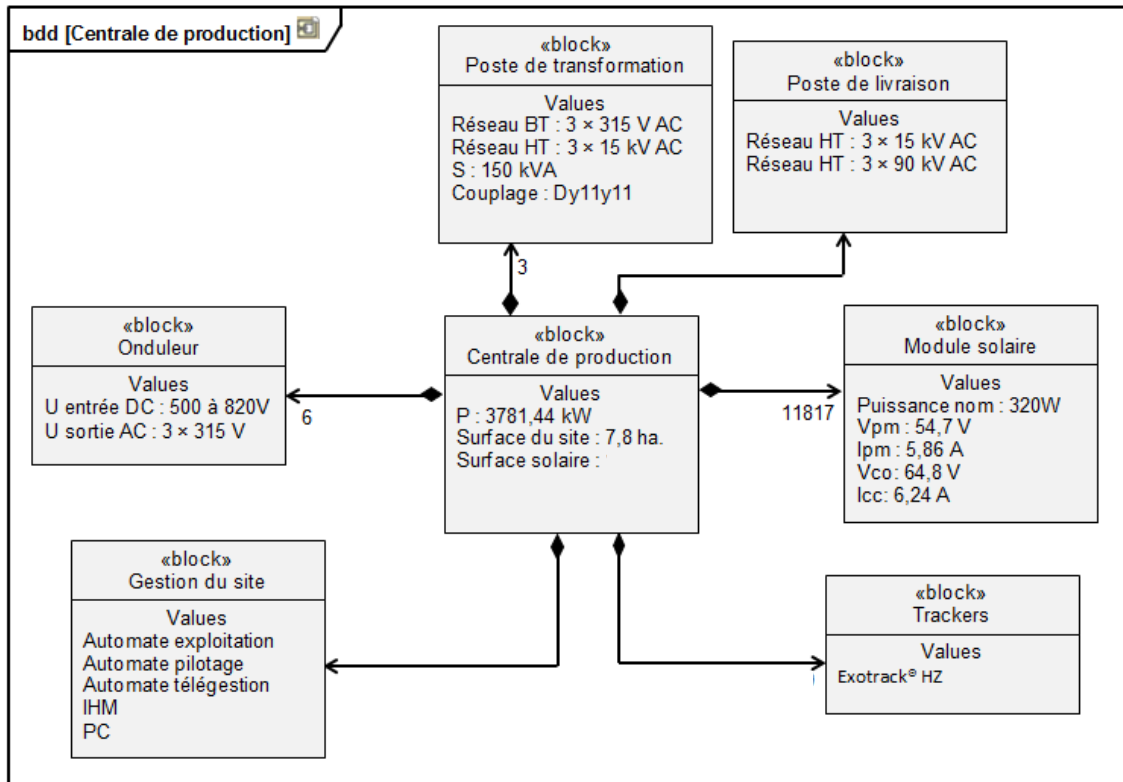 bdd [Centrale de production]
«block»
Poste de transformation
Values
Réseau BT : 3 × 315 V AC
Réseau HT : 3 × 15 kV AC
S : 150 kVA
Couplage : Dy11y11
«block»
Poste de livraison
Values
Réseau HT : 3 × 15 kV AC
Réseau HT : 3 × 90 kV AC
3
«block»
Onduleur
Values
U entrée DC : 500 à 820V
U sortie AC : 3 × 315 V
6
«block»
Centrale de production
Values
P : 3781,44 kW
Surface du site : 7,8 ha.
Surface solaire :
11817
«block»
Module solaire
Values
Puissance nom : 320W
Vpm : 54,7 V
Ipm : 5,86 A
Vco : 64,8 V
Icc: 6,24 A
«block»
Gestion du site
Values
Automate exploitation
Automate pilotage
Automate télégestion
IHM
PC
«block»
Trackers
Values
Exotrack® HZ